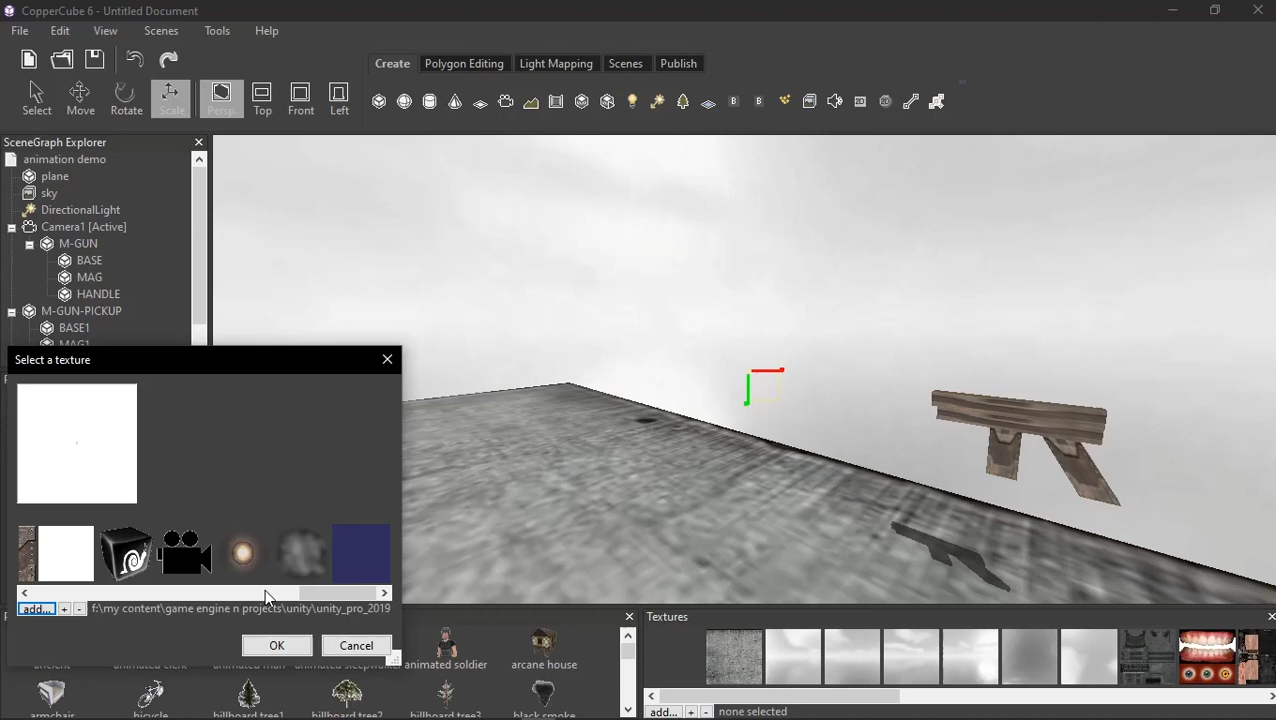 CopperCube 6 - Untitled Document
File Edit View Scenes Tools Help
Create Polygon Editing Light Mapping Scenes Publish
Select Move Rotate Scale Persp. Top Front Left
SceneGraph Explorer
animation demo
plane
sky
DirectionalLight
Camera1 [Active]
M-GUN
BASE
MAG
HANDLE
M-GUN-PICKUP
BASE1
MAG1
Select a texture
add... + - f:\my content\game engine n projects\unity\unity_pro_2019
OK Cancel
Textures
animated soldier arcane house
armchair bicycle billboard tree1 billboard tree2 billboard tree3 black smoke
add... + - none selected